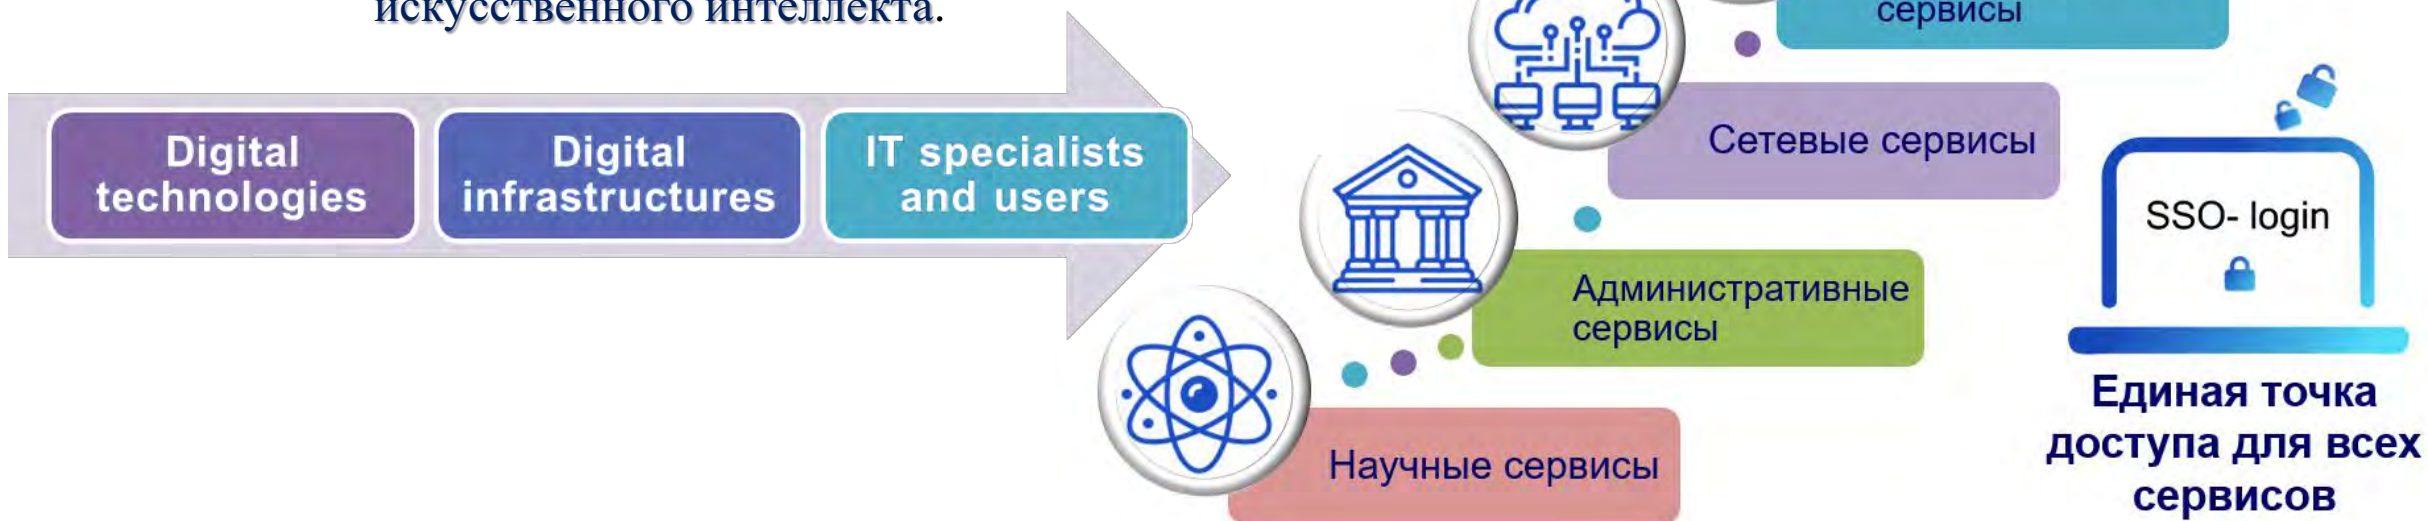 искусственного интеллекта.
Digital
technologies
Digital
infrastructures
IT specialists
and users
сервисы
Сетевые сервисы
Административные
сервисы
Научные сервисы
SSO- login
Единая точка
доступа для всех
сервисов